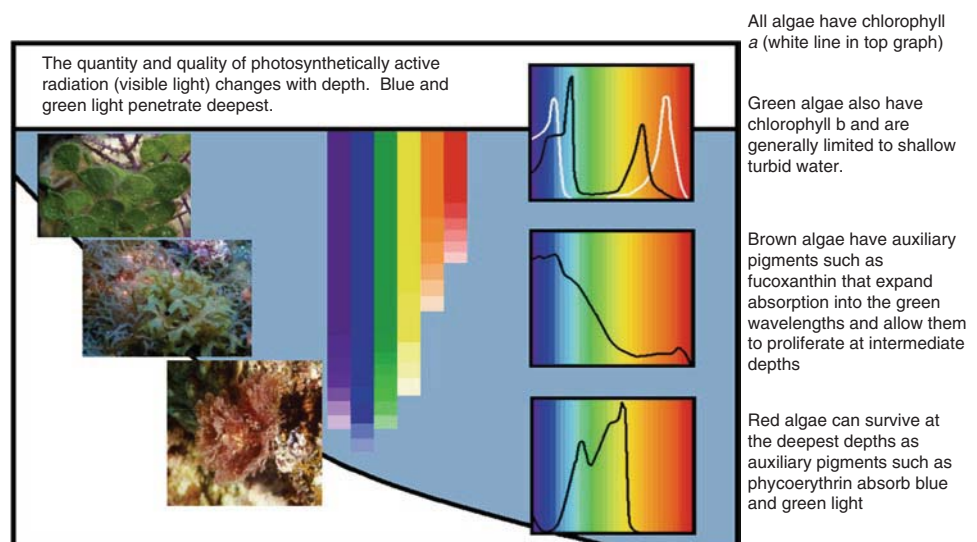 The quantity and quality of photosynthetically active
radiation (visible light) changes with depth.  Blue and
green light penetrate deepest.
All algae have chlorophyll
a (white line in top graph)
Green algae also have
chlorophyll b and are
generally limited to shallow
turbid water.
Brown algae have auxiliary
pigments such as
fucoxanthin that expand
absorption into the green
wavelengths and allow them
to proliferate at intermediate
depths
Red algae can survive at
the deepest depths as
auxiliary pigments such as
phycoerythrin absorb blue
and green light